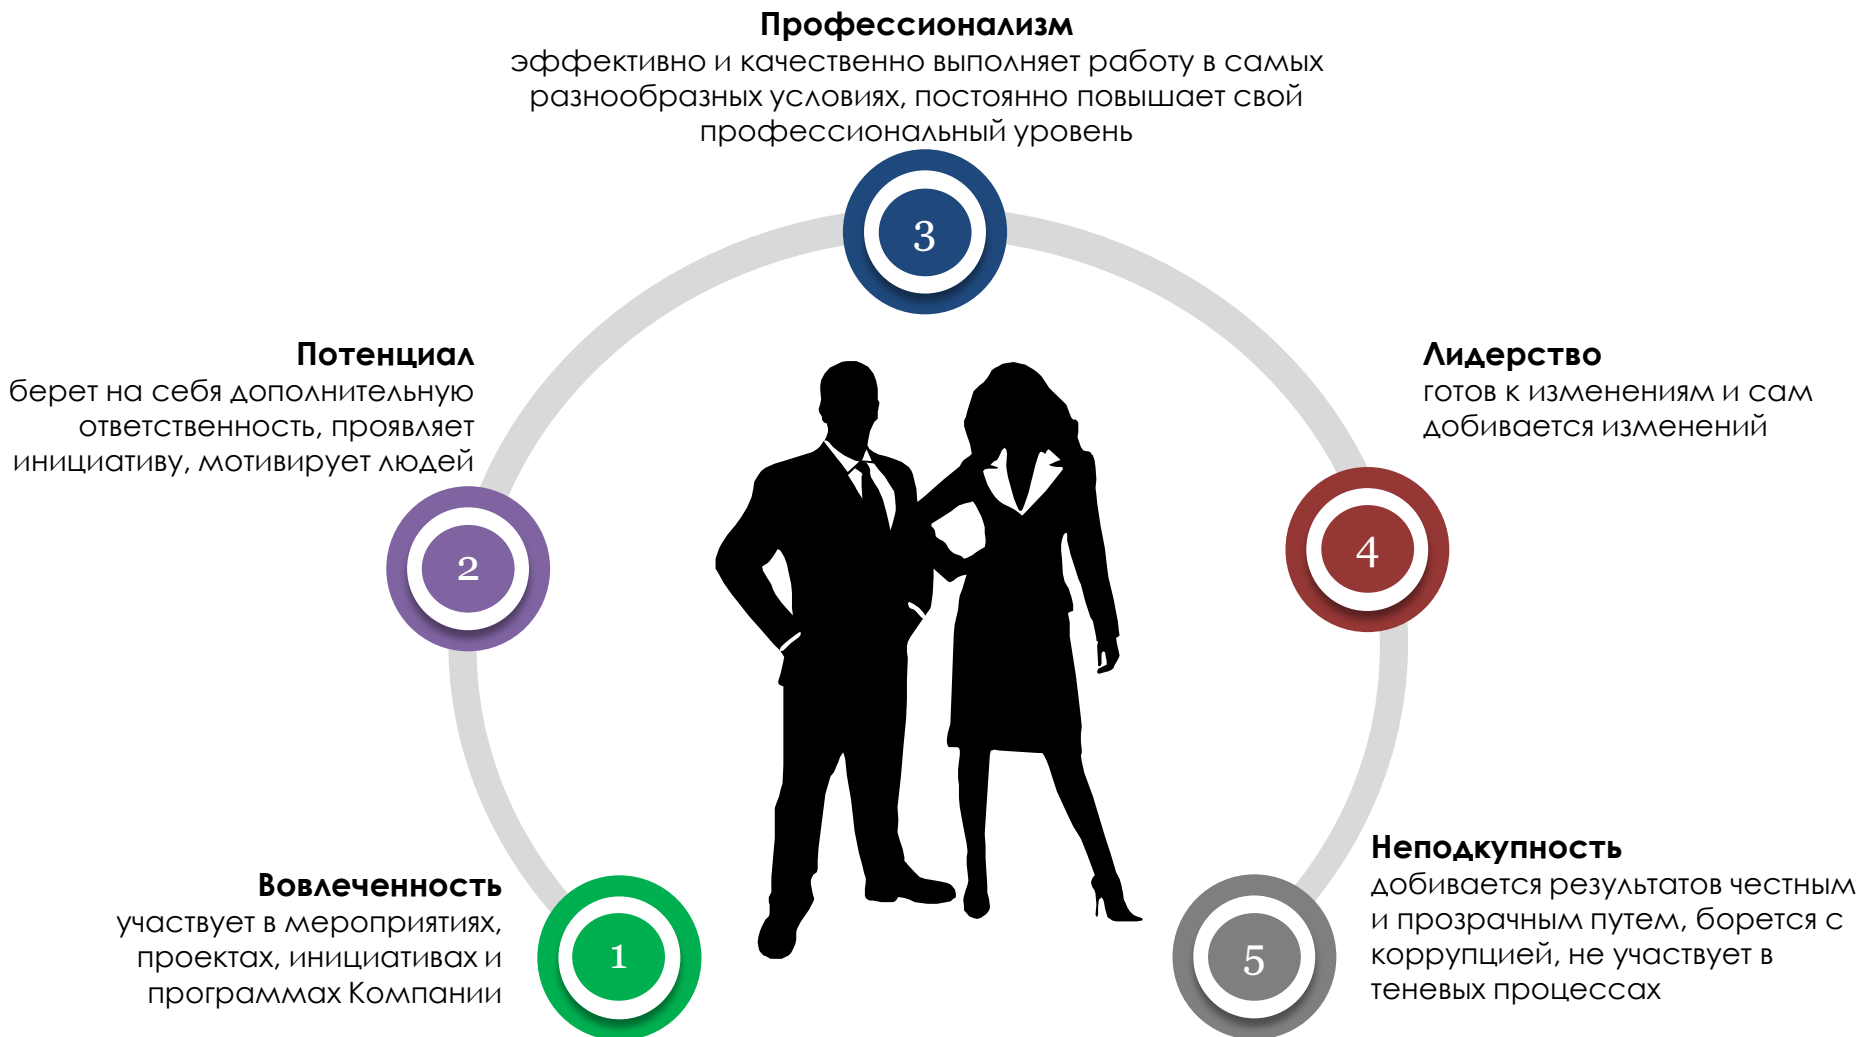 Профессионализм
эффективно и качественно выполняет работу в самых
разнообразных условиях, постоянно повышает свой
профессиональный уровень
3
Потенциал
берет на себя дополнительную
ответственность, проявляет
инициативу, мотивирует людей
2
Лидерство
готов к изменениям и сам
добивается изменений
4
Вовлеченность
участвует в мероприятиях,
проектах, инициативах и
программах Компании
1
Неподкупность
добивается результатов честным
и прозрачным путем, борется с
коррупцией, не участвует в
теневых процессах
5